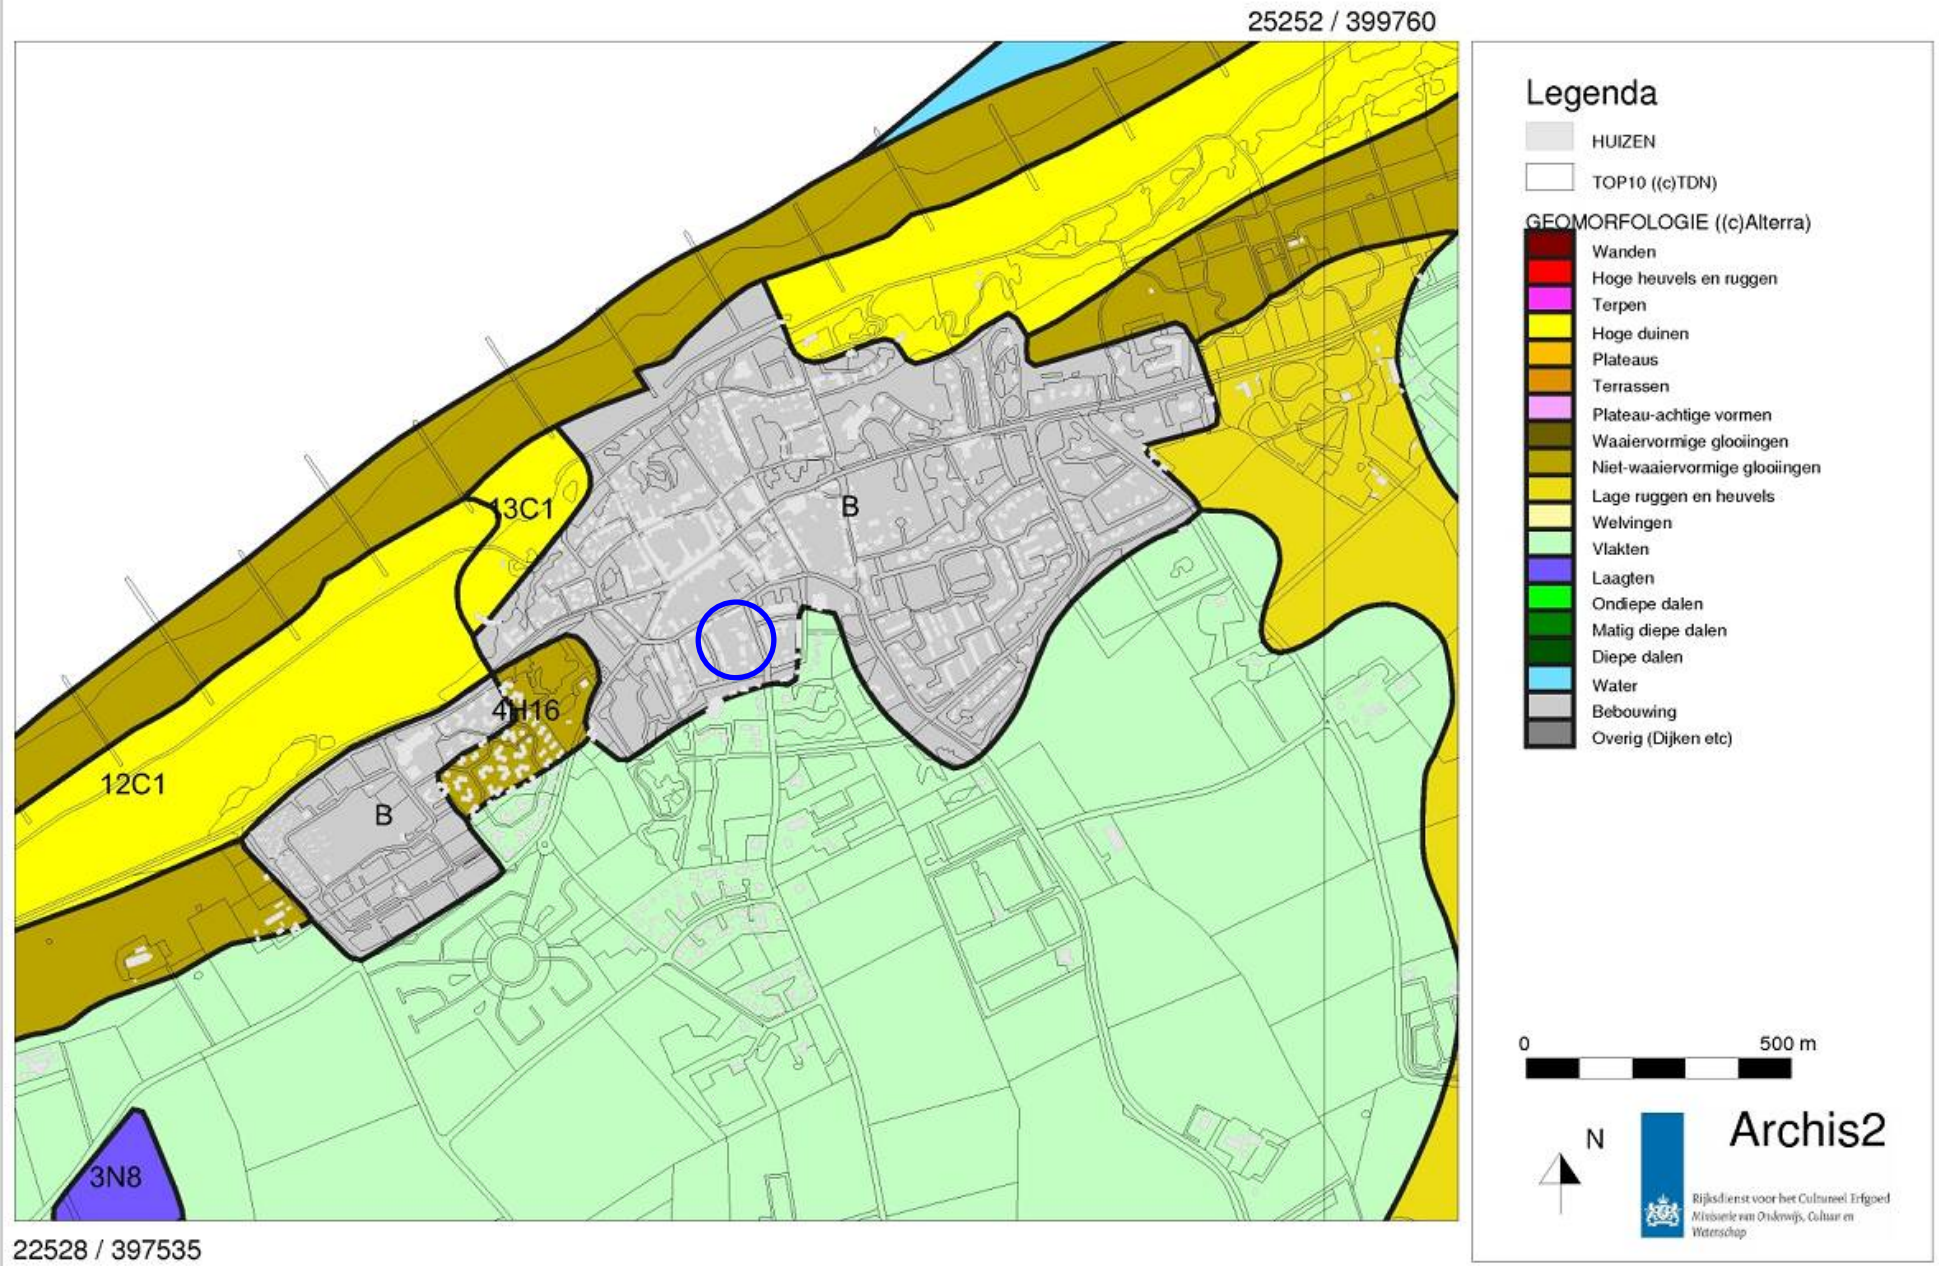 25252 / 399760
13C1
B
4H16
12C1
B
3N8
22528 / 397535
Legenda
HUIZEN
TOP10 ((c)TDN)
GEOMORFOLOGIE ((c)Alterra)
Wanden
Hoge heuvels en ruggen
Terpen
Hoge duinen
Plateaus
Terrassen
Plateau-achtige vormen
Waaiervormige glooiingen
Niet-waaiervormige glooiingen
Lage ruggen en heuvels
Welvingen
Vlakten
Laagten
Ondiepe dalen
Matig diepe dalen
Diepe dalen
Water
Bebouwing
Overig (Dijken etc)
0 500 m
N
Archis2
Rijksdienst voor het Cultureel Erfgoed
Ministerie van Onderwijs, Cultuur en
Wetenschap